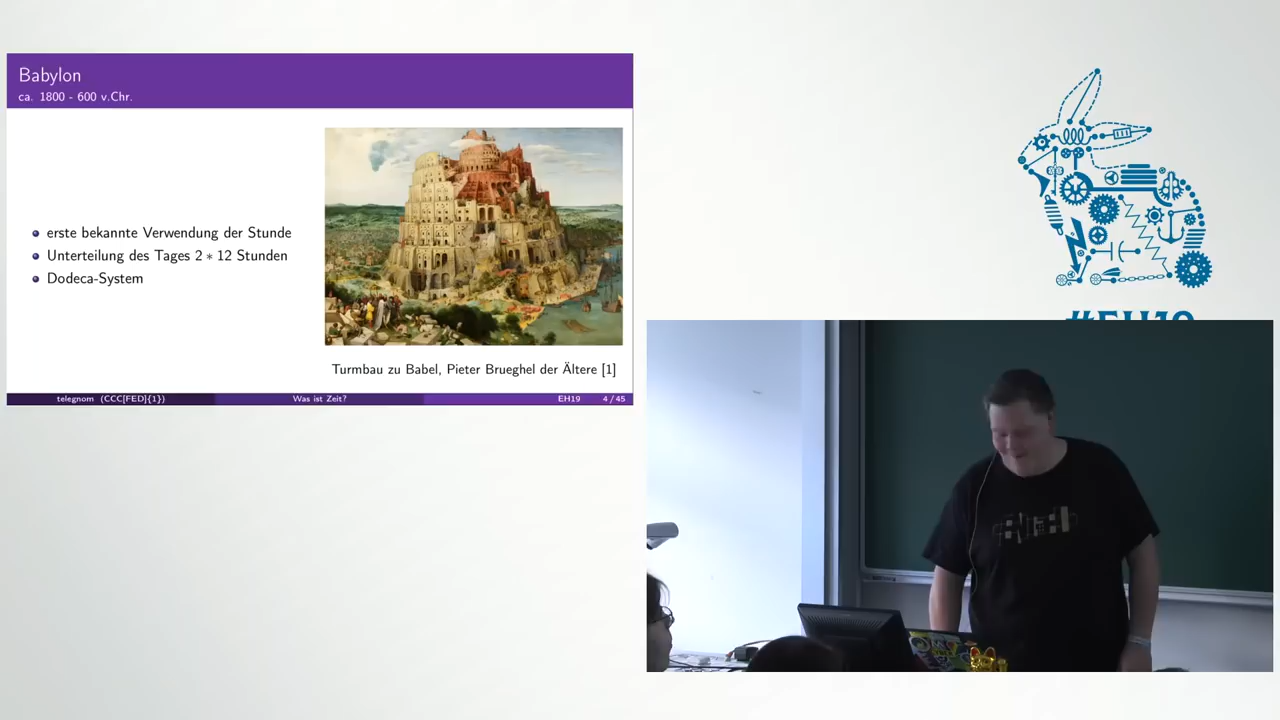 Babylon
ca. 1800 - 600 v.Chr.
erste bekannte Verwendung der Stunde
Unterteilung des Tages 2 ∗ 12 Stunden
Dodeca-System
Turmbau zu Babel, Pieter Brueghel der Ältere [1]
telegnom (CCC[FED]{1}) Was ist Zeit? EH19 4 / 45